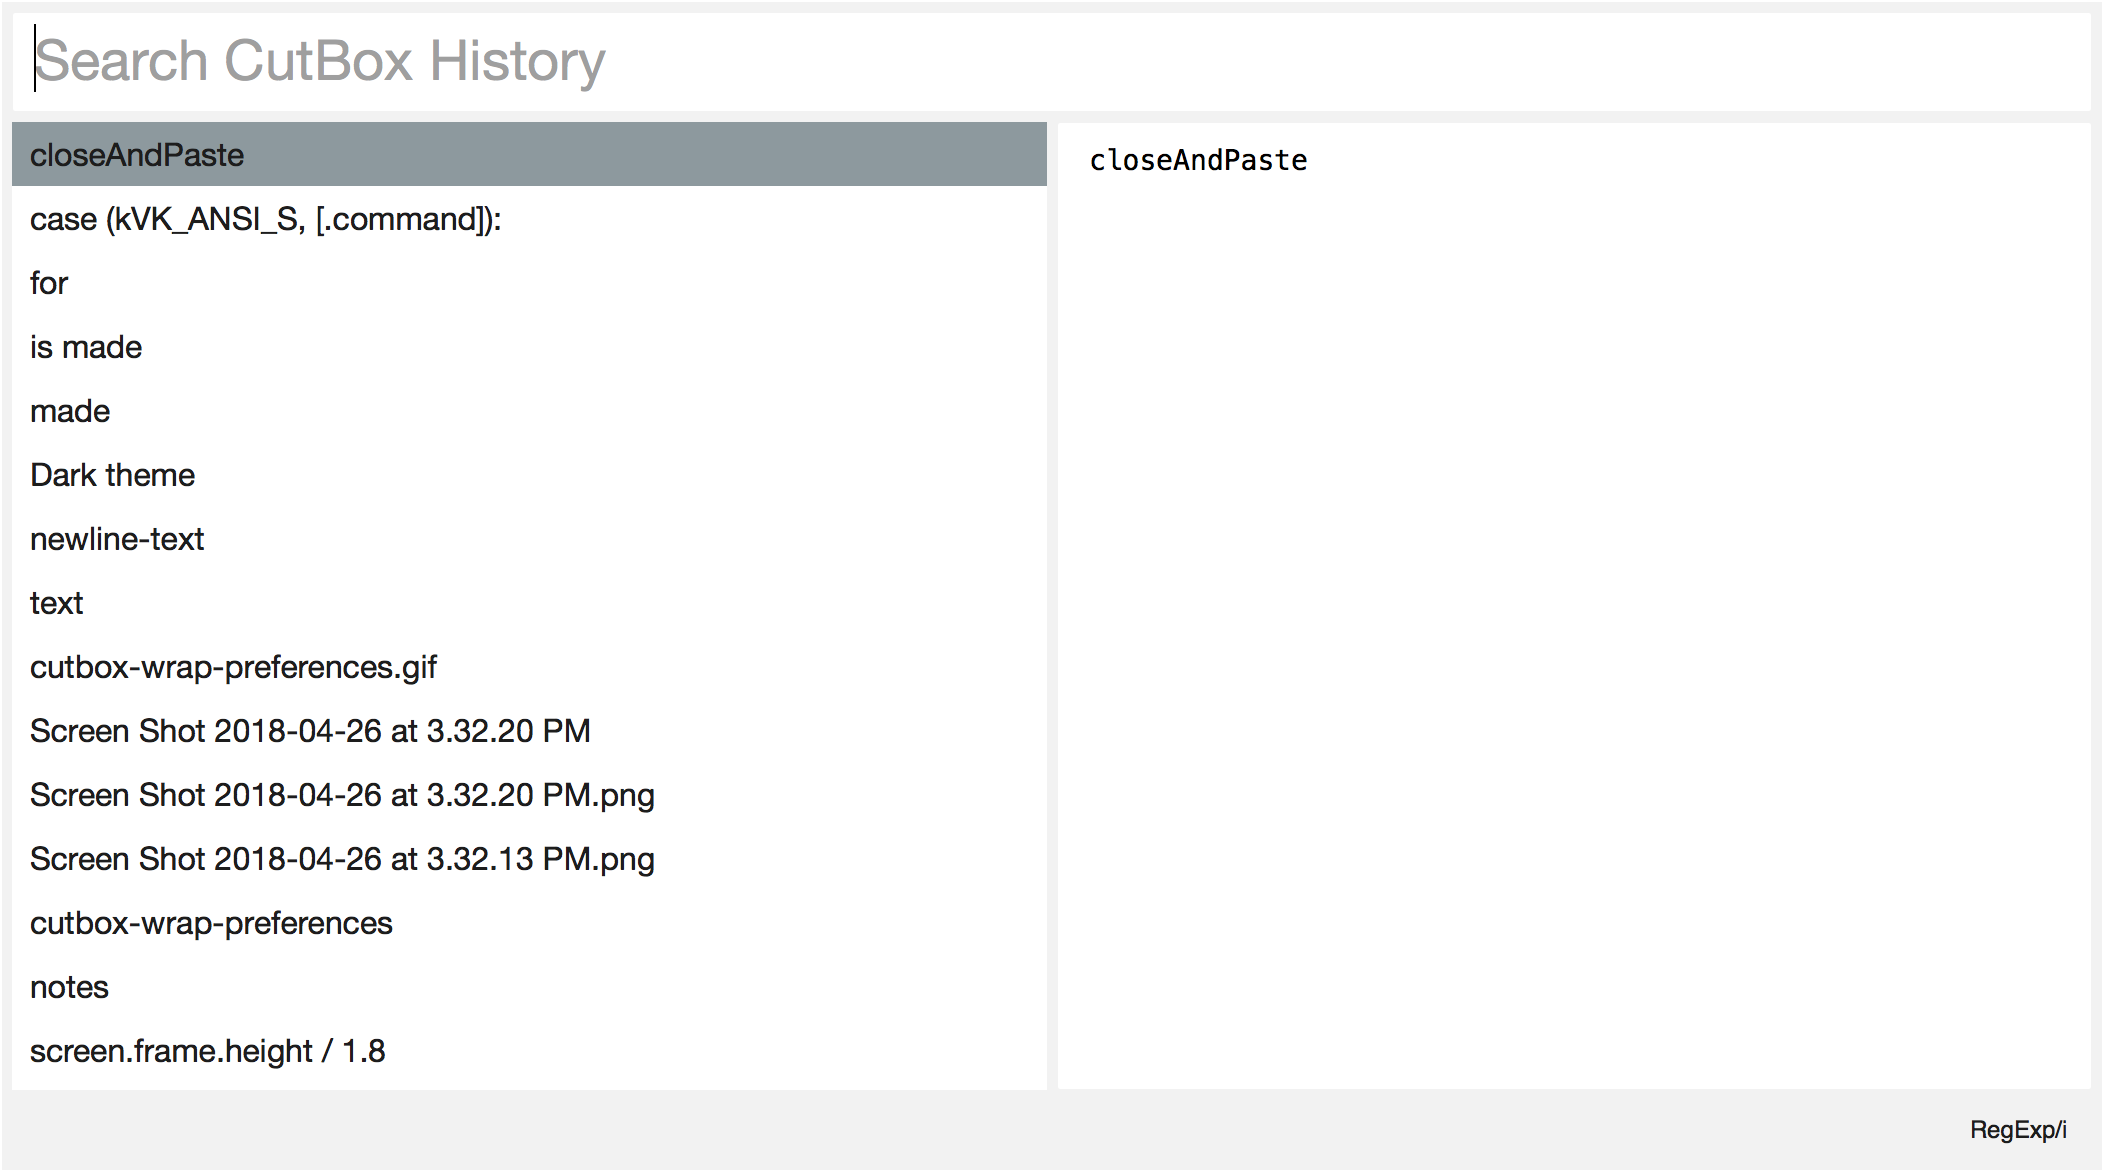 Search CutBox History
closeAndPaste
case (kVK_ANSI_S, [.command]):
for
is made
made
Dark theme
newline-text
text
cutbox-wrap-preferences.gif
Screen Shot 2018-04-26 at 3.32.20 PM
Screen Shot 2018-04-26 at 3.32.20 PM.png
Screen Shot 2018-04-26 at 3.32.13 PM.png
cutbox-wrap-preferences
notes
screen.frame.height / 1.8
closeAndPaste
RegExp/i